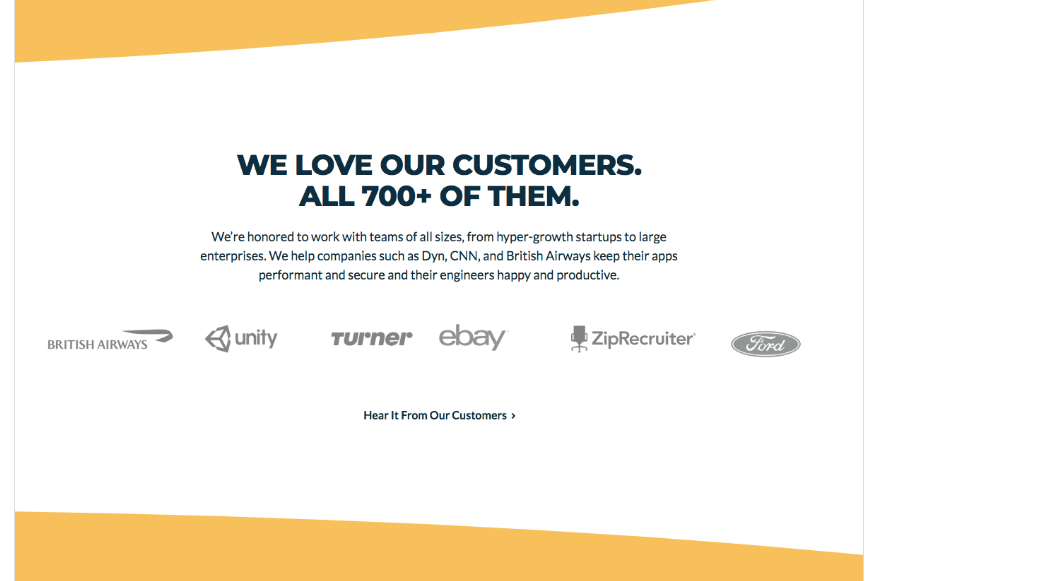 WE LOVE OUR CUSTOMERS.
ALL 700+ OF THEM.
We're honored to work with teams of all sizes, from hyper-growth startups to large
enterprises. We help companies such as Dyn, CNN, and British Airways keep their apps
performant and secure and their engineers happy and productive.
BRITISH AIRWAYS unity turner ebay ZipRecruiter Ford
Hear It From Our Customers >